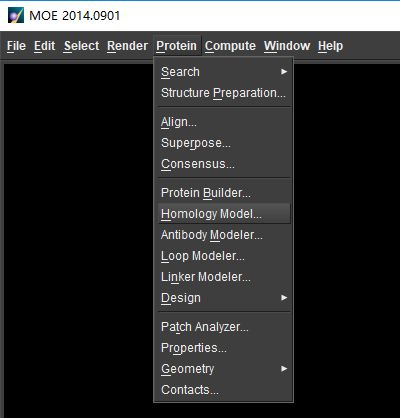 MOE 2014.0901
File Edit Select Render Protein Compute Window Help
Search
Structure Preparation...
Align...
Superpose...
Consensus...
Protein Builder...
Homology Model...
Antibody Modeler...
Loop Modeler...
Linker Modeler...
Design
Patch Analyzer...
Properties...
Geometry
Contacts...